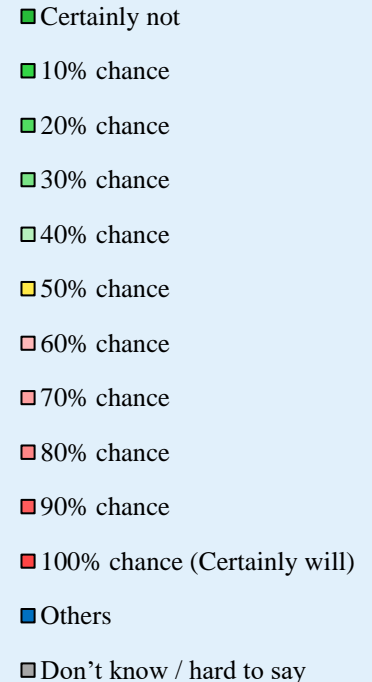 Certainly not
10% chance
20% chance
30% chance
40% chance
50% chance
60% chance
70% chance
80% chance
90% chance
100% chance (Certainly will)
Others
Don’t know / hard to say